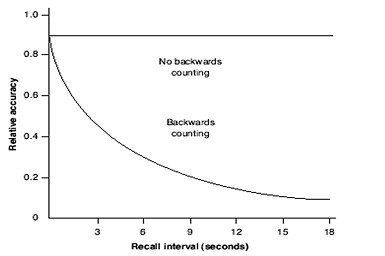 1.0
No backwards
counting
0.8
0.6
Backwards
counting
0.4
0.2
0
Relative accuracy
3 6 9 12 15 18
Recall interval (seconds)